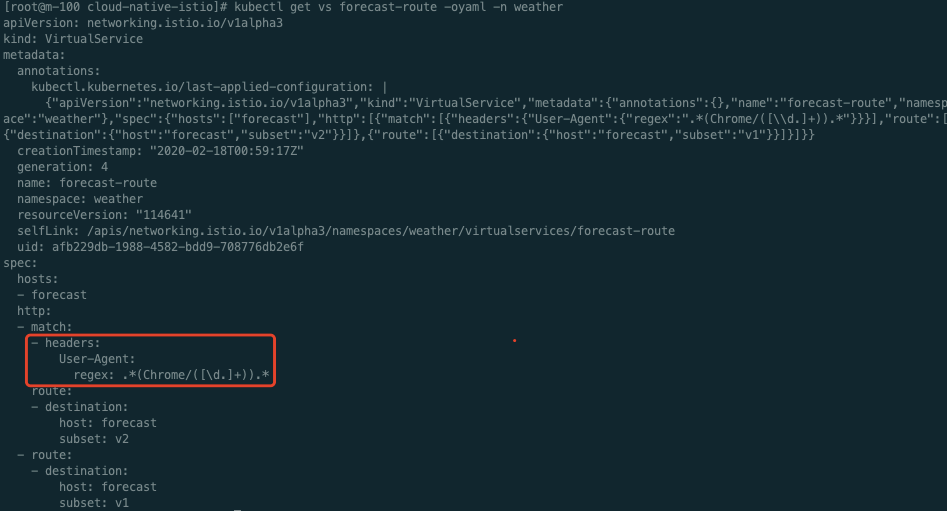 [root@m-100 cloud-native-istio]# kubectl get vs forecast-route -oyaml -n weather
apiVersion: networking.istio.io/v1alpha3
kind: VirtualService
metadata:
  annotations:
    kubectl.kubernetes.io/last-applied-configuration: |
      {"apiVersion":"networking.istio.io/v1alpha3","kind":"VirtualService","metadata":{"annotations":{},"name":"forecast-route","namesp
ace":"weather"},"spec":{"hosts":["forecast"],"http":[{"match":[{"headers":{"User-Agent":{"regex":".*(Chrome/([\\d.]+)).*"}}}],"route":[
{"destination":{"host":"forecast","subset":"v2"}}]},{"route":[{"destination":{"host":"forecast","subset":"v1"}}]}]}}
  creationTimestamp: "2020-02-18T00:59:17Z"
  generation: 4
  name: forecast-route
  namespace: weather
  resourceVersion: "114641"
  selfLink: /apis/networking.istio.io/v1alpha3/namespaces/weather/virtualservices/forecast-route
  uid: afb229db-1988-4582-bdd9-708776db2e6f
spec:
  hosts:
  - forecast
  http:
  - match:
    - headers:
        User-Agent:
          regex: .*(Chrome/([\d.]+)).*
    route:
    - destination:
        host: forecast
        subset: v2
  - route:
    - destination:
        host: forecast
        subset: v1